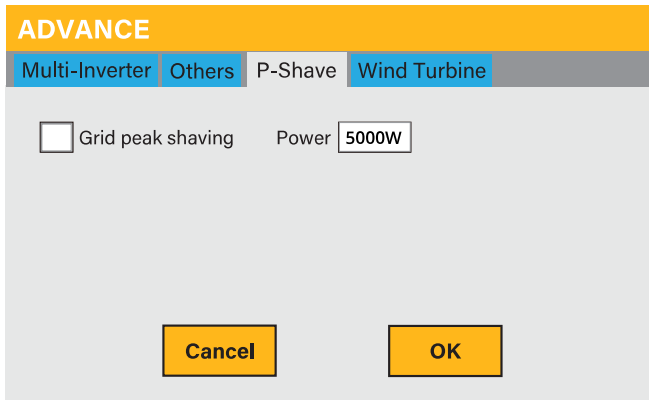 ADVANCE
Multi-Inverter Others P-Shave Wind Turbine
Grid peak shaving Power 5000W
Cancel OK